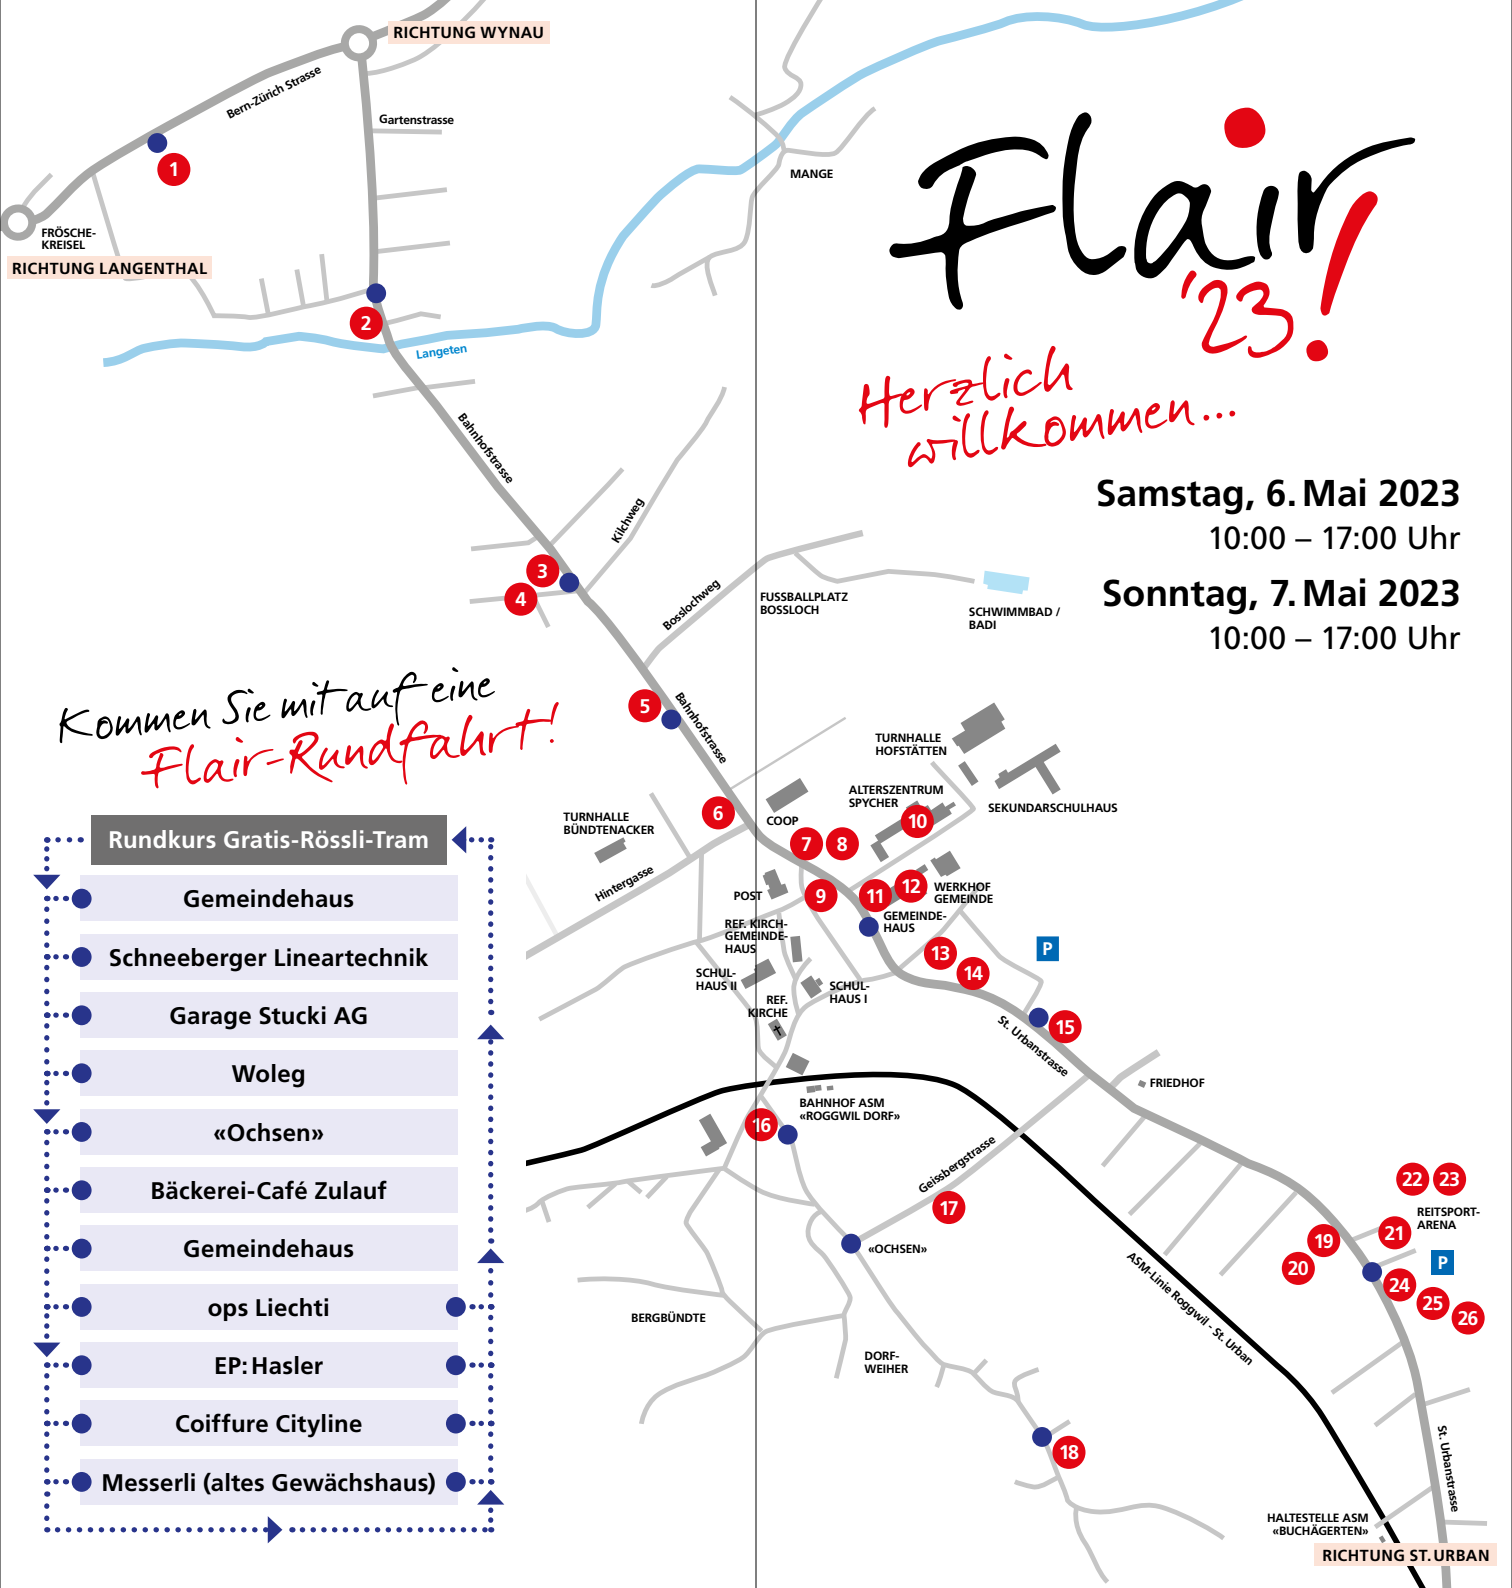 RICHTUNG WYNAU
Bern-Zürich Strasse
Gartenstrasse
1
FRÖSCHE-
KREISEL
RICHTUNG LANGENTHAL
2
Langeten
MANGE
Flair
'23!
Herzlich
willkommen...
Samstag, 6. Mai 2023
10:00 – 17:00 Uhr
Sonntag, 7. Mai 2023
10:00 – 17:00 Uhr
Bahnhofstrasse
Kilchweg
3
4
Bosslochweg
FUSSBALLPLATZ
BOSSLOCH
SCHWIMMBAD /
BADI
5
Bahnhofstrasse
Kommen Sie mit auf eine
Flair-Rundfahrt!
Rundkurs Gratis-Rössli-Tram
Gemeindehaus
Schneeberger Lineartechnik
Garage Stucki AG
Woleg
«Ochsen»
Bäckerei-Café Zulauf
Gemeindehaus
ops Liechti
EP: Hasler
Coiffure Cityline
Messerli (altes Gewächshaus)
TURNHALLE
HOFSTÄTTEN
ALTERSZENTRUM
SPYCHER
SEKUNDARSCHULHAUS
6
TURNHALLE
BÜNDTENACKER
COOP
7
8
10
Hintergasse
POST
9
11
12
WERKHOF
GEMEINDE
GEMEINDE-
HAUS
REF. KIRCH-
GEMEINDE-
HAUS
13
14
P
SCHUL-
HAUS II
SCHUL-
HAUS I
REF.
KIRCHE
15
St. Urbanstrasse
FRIEDHOF
BAHNHOF ASM
«ROGGWIL DORF»
16
Geissbergstrasse
17
«OCHSEN»
22
23
REITSPORT-
ARENA
21
19
20
P
24
25
26
ASM-Linie Roggwil - St. Urban
BERGBÜNDTE
DORF-
WEIHER
18
St. Urbanstrasse
HALTESTELLE ASM
«BUCHÄGERTEN»
RICHTUNG ST. URBAN